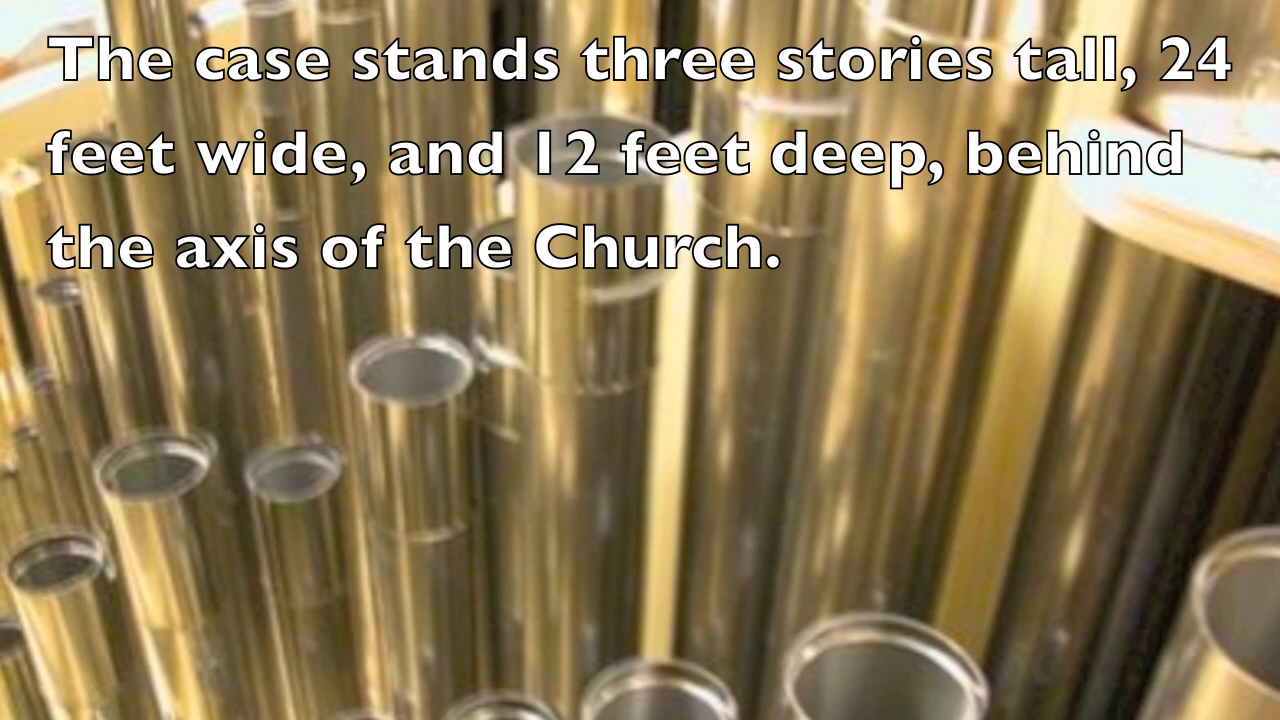 The case stands three stories tall, 24
feet wide, and 12 feet deep, behind
the axis of the Church.